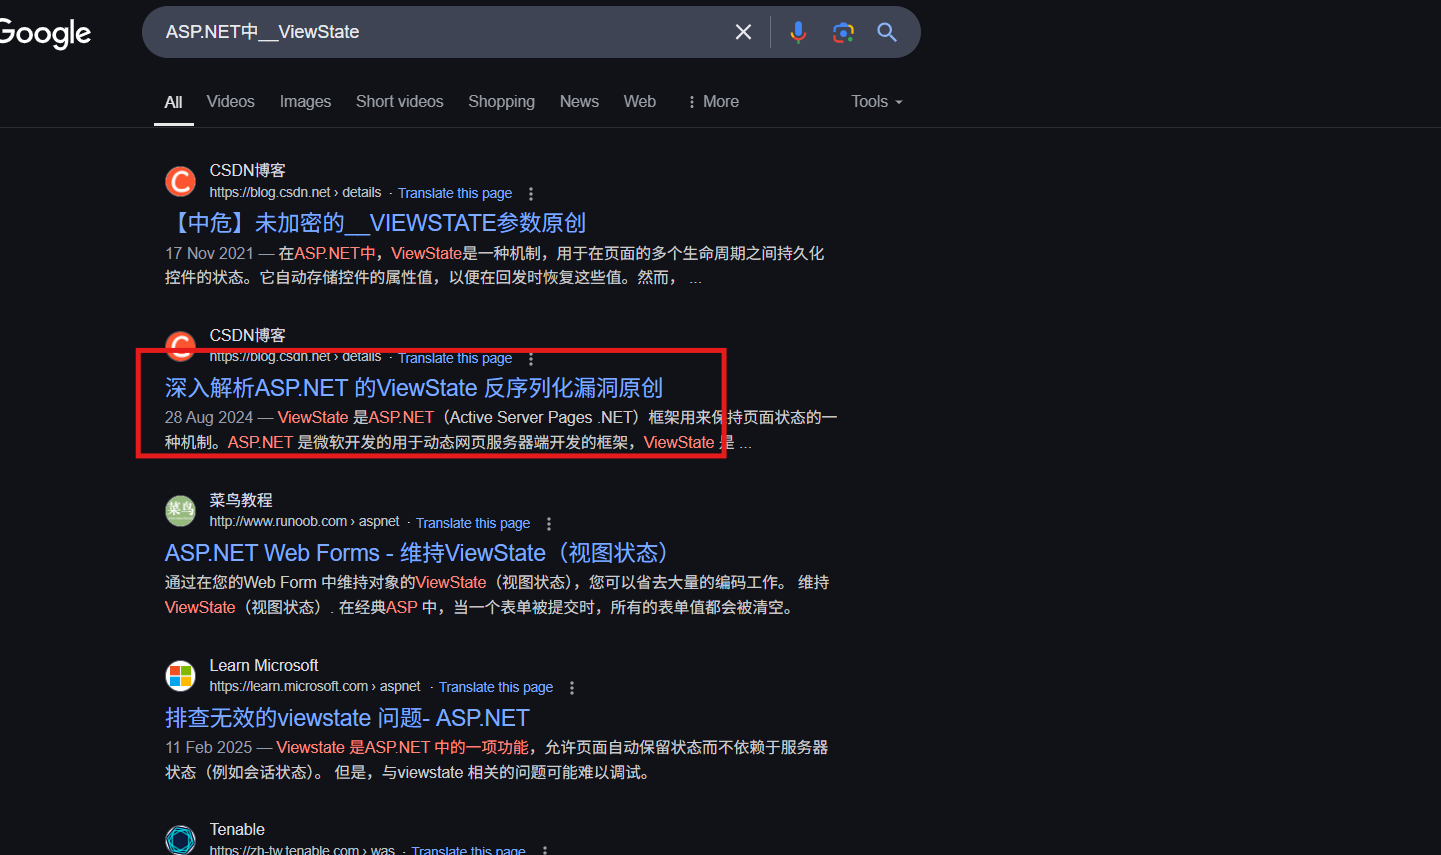 Google
ASP.NET中__ViewState
All Videos Images Short videos Shopping News Web More Tools
CSDN博客
https://blog.csdn.net › details · Translate this page
【中危】未加密的__VIEWSTATE参数原创
17 Nov 2021 — 在ASP.NET中，ViewState是一种机制，用于在页面的多个生命周期之间持久化
控件的状态。它自动存储控件的属性值，以便在回发时恢复这些值。然而， ...
CSDN博客
https://blog.csdn.net › details · Translate this page
深入解析ASP.NET 的ViewState 反序列化漏洞原创
28 Aug 2024 — ViewState 是ASP.NET（Active Server Pages .NET）框架用来保持页面状态的一
种机制。ASP.NET 是微软开发的用于动态网页服务器端开发的框架，ViewState 是 ...
菜鸟教程
http://www.runoob.com › aspnet · Translate this page
ASP.NET Web Forms - 维持ViewState（视图状态）
通过在您的Web Form 中维持对象的ViewState（视图状态），您可以省去大量的编码工作。 维持
ViewState（视图状态）. 在经典ASP 中，当一个表单被提交时，所有的表单值都会被清空。
Learn Microsoft
https://learn.microsoft.com › aspnet · Translate this page
排查无效的viewstate 问题- ASP.NET
11 Feb 2025 — Viewstate 是ASP.NET 中的一项功能，允许页面自动保留状态而不依赖于服务器
状态（例如会话状态）。 但是，与viewstate 相关的问题可能难以调试。
Tenable
https://zh-tw.tenable.com › was · Translate this page